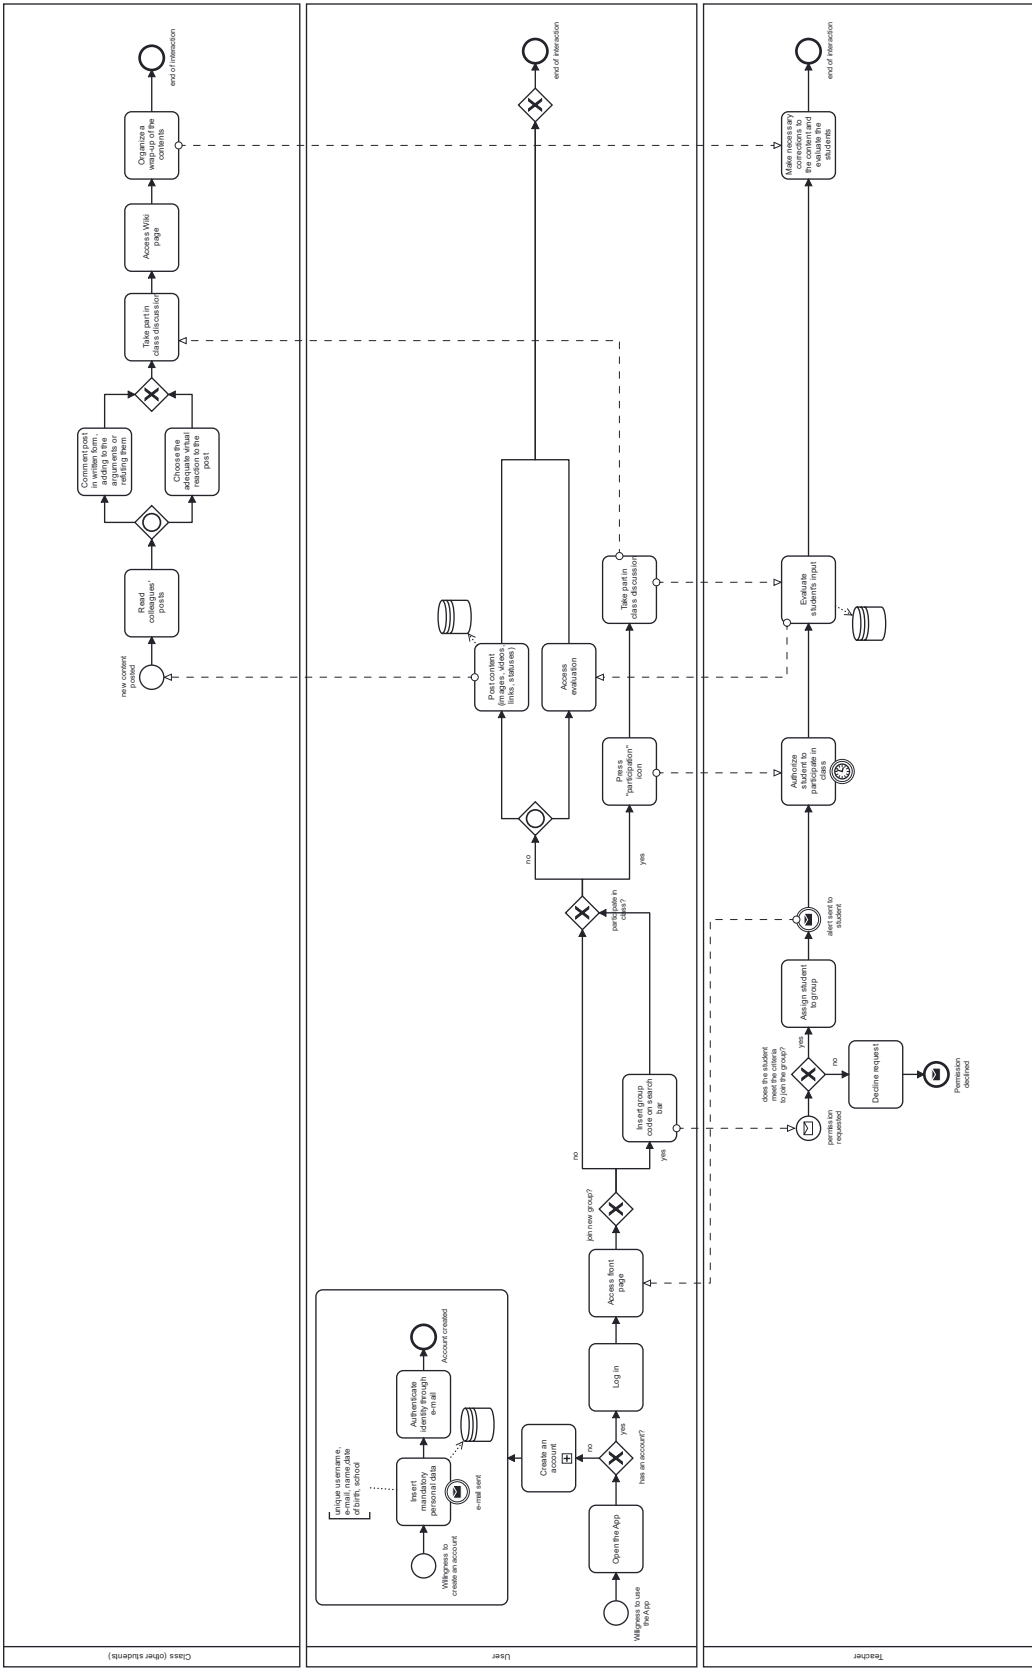 Class (other students)
new content
posted
Read
colleagues'
posts
Comment post
in written form,
adding to the
arguments or
refuting them
Choose the
adequate virtual
reaction to the
post
Take part in
class discussion
Access Wiki
page
Organize a
wrap-up of the
contents
end of interaction
User
Willigness to use
the App
Open the App
has an account?
no
yes
Create an
account
Willingness to
create an account
unique username,
e-mail, name,date
of birth, school
Insert
mandatory
personal data
e-mail sent
Authenticate
identity through
e-mail
Account created
Log in
Access front
page
join new group?
no
yes
Insert group
code on search
bar
participate in
class?
no
yes
Post content
(images, videos,
links, statuses)
Access
evaluation
Press
"participation"
icon
Take part in
class discussion
end of interaction
Teacher
permission
requested
does the student
meet the criteria
to join the group?
yes
no
Decline request
Permission
declined
Assign student
to group
alert sent to
student
Authorize
student to
participate in
class
Evaluate
student's input
Make necessary
corrections to
the content and
evaluate the
students
end of interaction